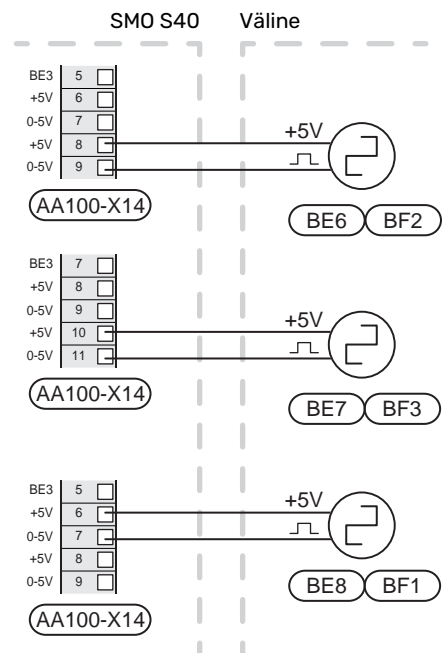 SMO S40 Väline
BE3 5
+5V 6
0-5V 7
+5V 8 +5V
0-5V 9
AA100-X14
BE6 BF2
BE3 7
+5V 8
0-5V 9
+5V 10 +5V
0-5V 11
AA100-X14
BE7 BF3
BE3 5
+5V 6 +5V
0-5V 7
+5V 8
0-5V 9
BE8 BF1
AA100-X14